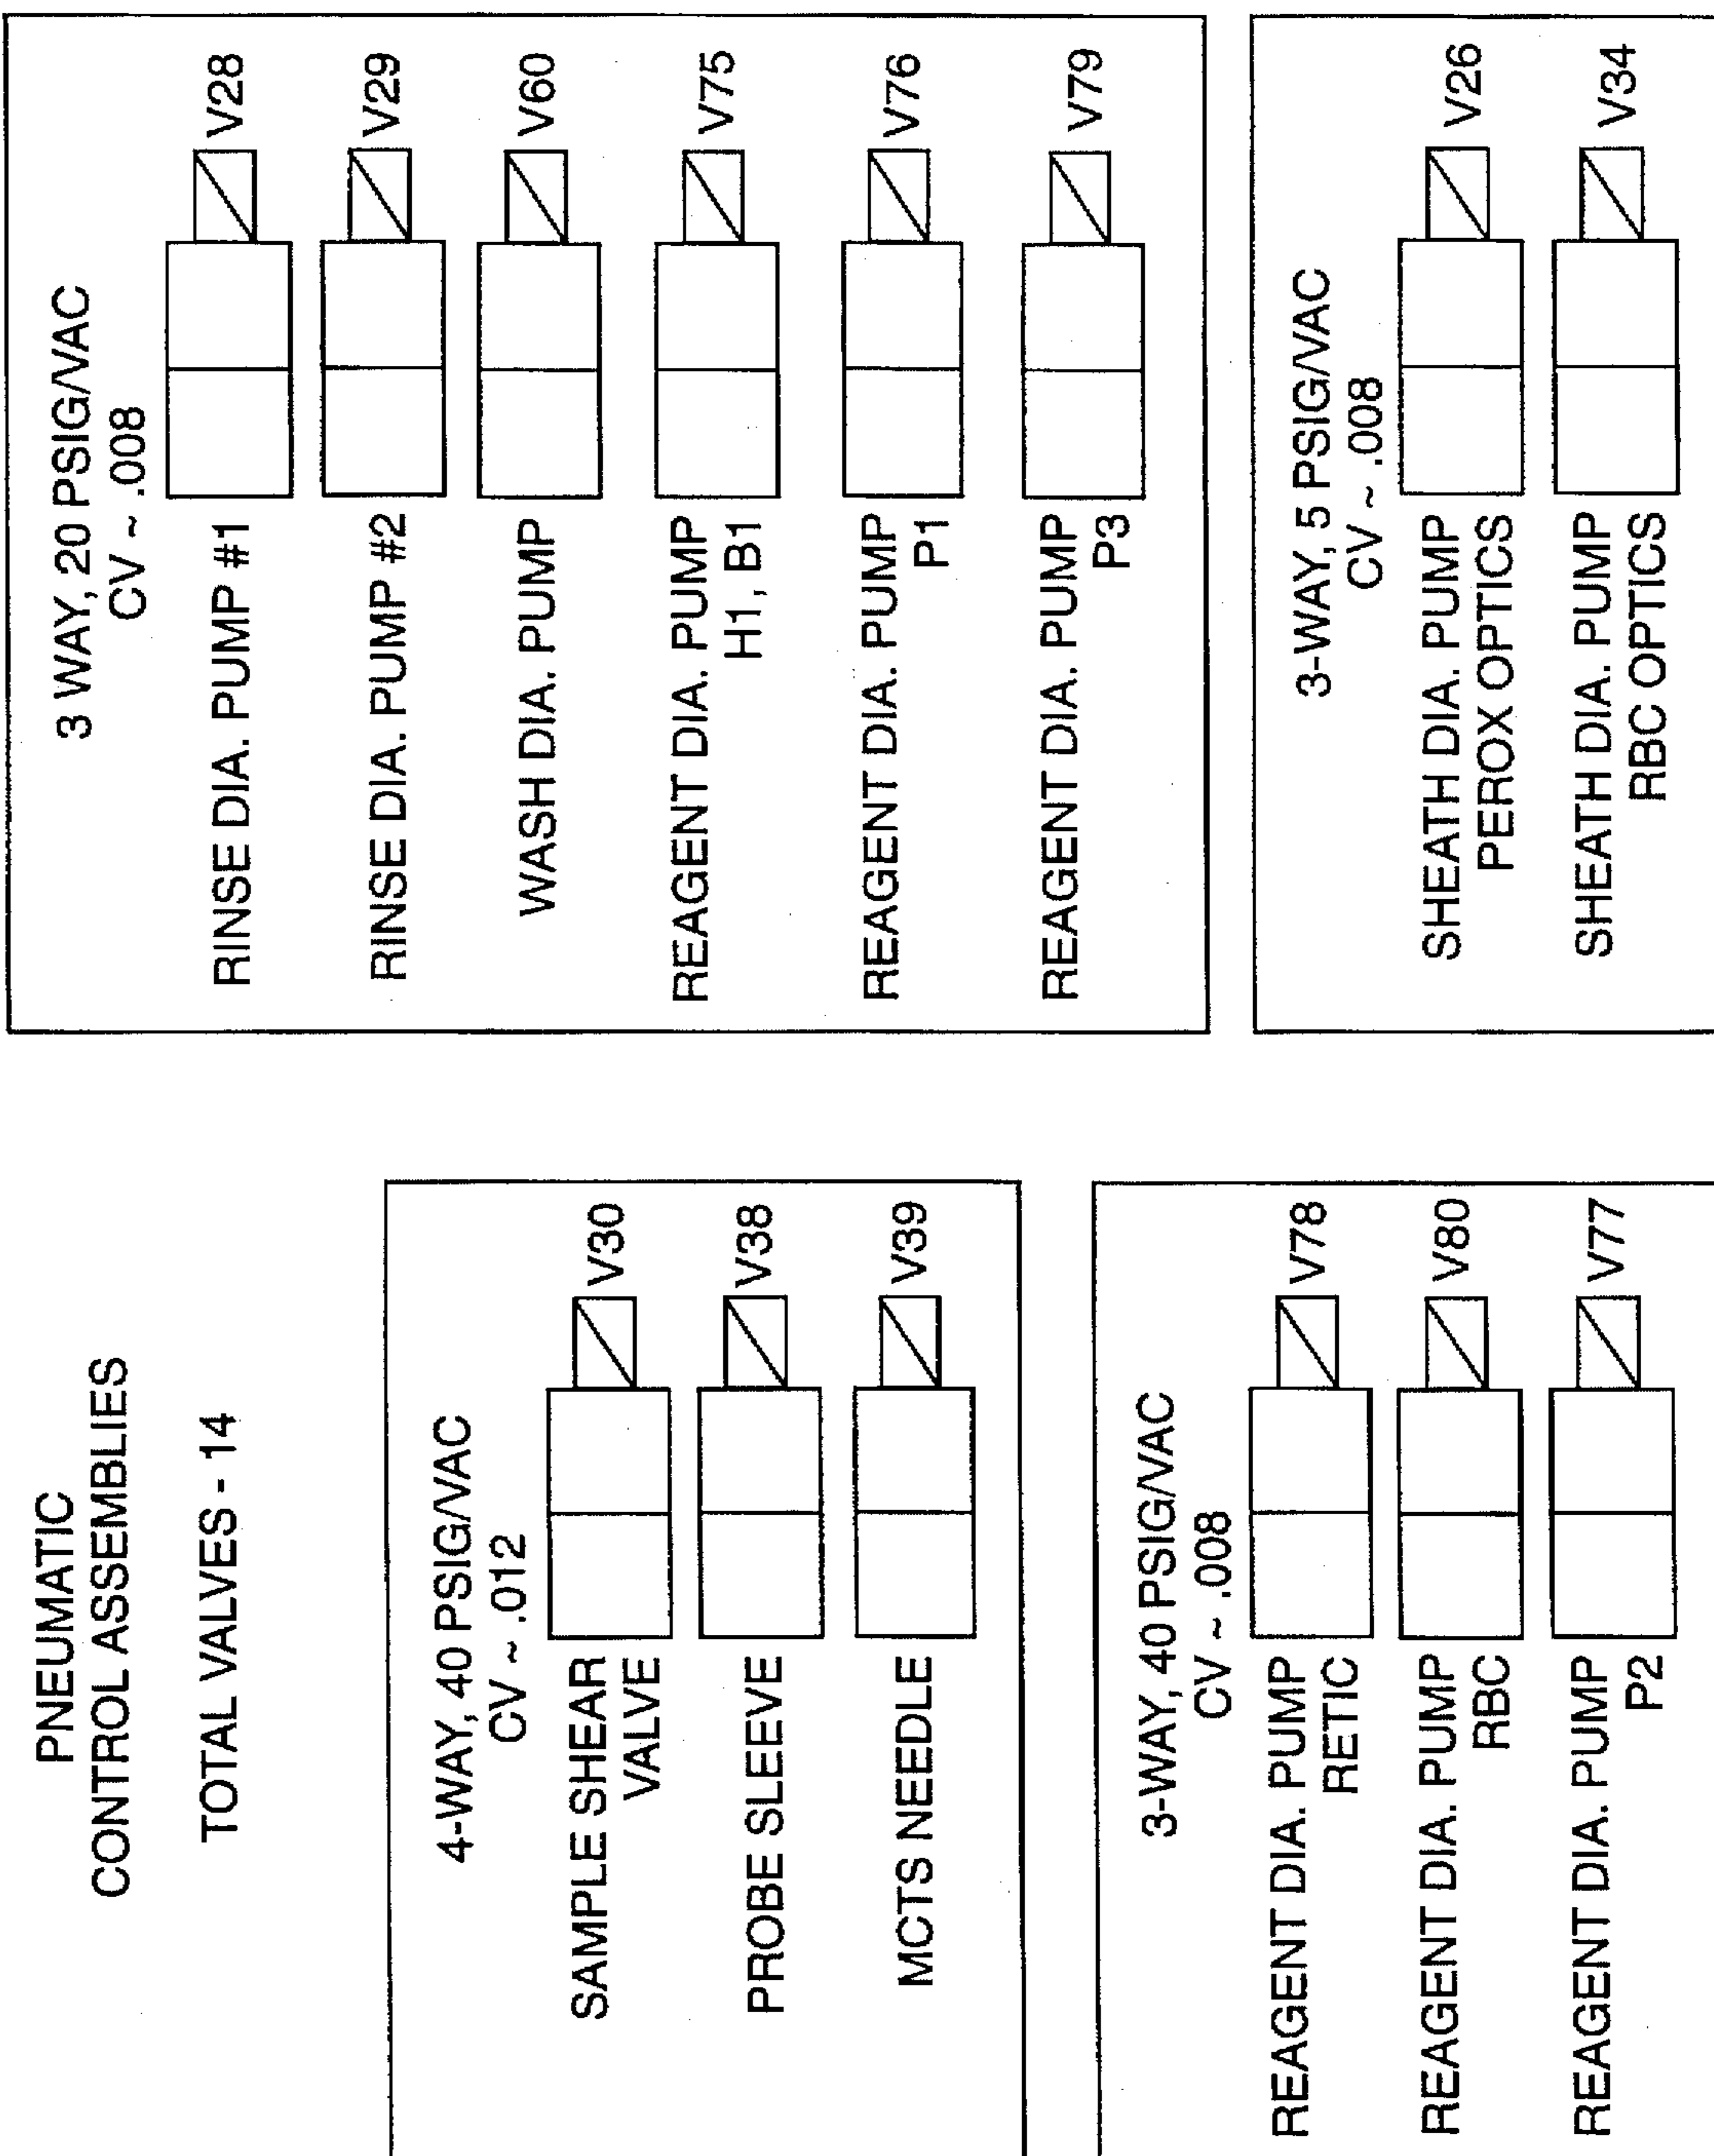 PNEUMATIC
CONTROL ASSEMBLIES
TOTAL VALVES - 14
4-WAY, 40 PSIG/VAC
CV ~ .012
SAMPLE SHEAR
VALVE
V30
PROBE SLEEVE
V38
MCTS NEEDLE
V39
3-WAY, 40 PSIG/VAC
CV ~ .008
REAGENT DIA. PUMP
RETIC
V78
REAGENT DIA. PUMP
RBC
V80
REAGENT DIA. PUMP
P2
V77
3 WAY, 20 PSIG/VAC
CV ~ .008
RINSE DIA. PUMP #1
V28
RINSE DIA. PUMP #2
V29
WASH DIA. PUMP
V60
REAGENT DIA. PUMP
H1, B1
V75
REAGENT DIA. PUMP
P1
V76
REAGENT DIA. PUMP
P3
V79
3-WAY, 5 PSIG/VAC
CV ~ .008
SHEATH DIA. PUMP
PEROX OPTICS
V26
SHEATH DIA. PUMP
RBC OPTICS
V34